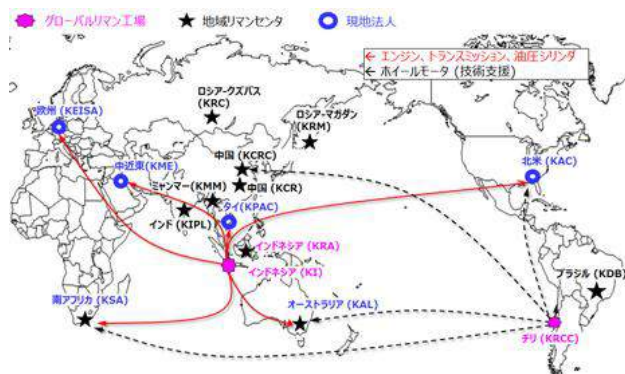 グローバルリマン工場
地域リマンセンタ
現地法人
← エンジン、トランスミッション、油圧シリンダ
← ホイールモータ (技術支援)
ロシア-クズバス
(KRC)
ロシア-マガダン
(KRM)
欧州 (KEISA)
中国 (KCRC)
北米 (KAC)
中近東(KME)
ミャンマー(KMM)
中国 (KCR)
インド (KIPL)
タイ(KPAC)
インドネシア (KRA)
インドネシア (KI)
ブラジル (KDB)
南アフリカ (KSA)
オーストラリア (KAL)
チリ (KRCC)